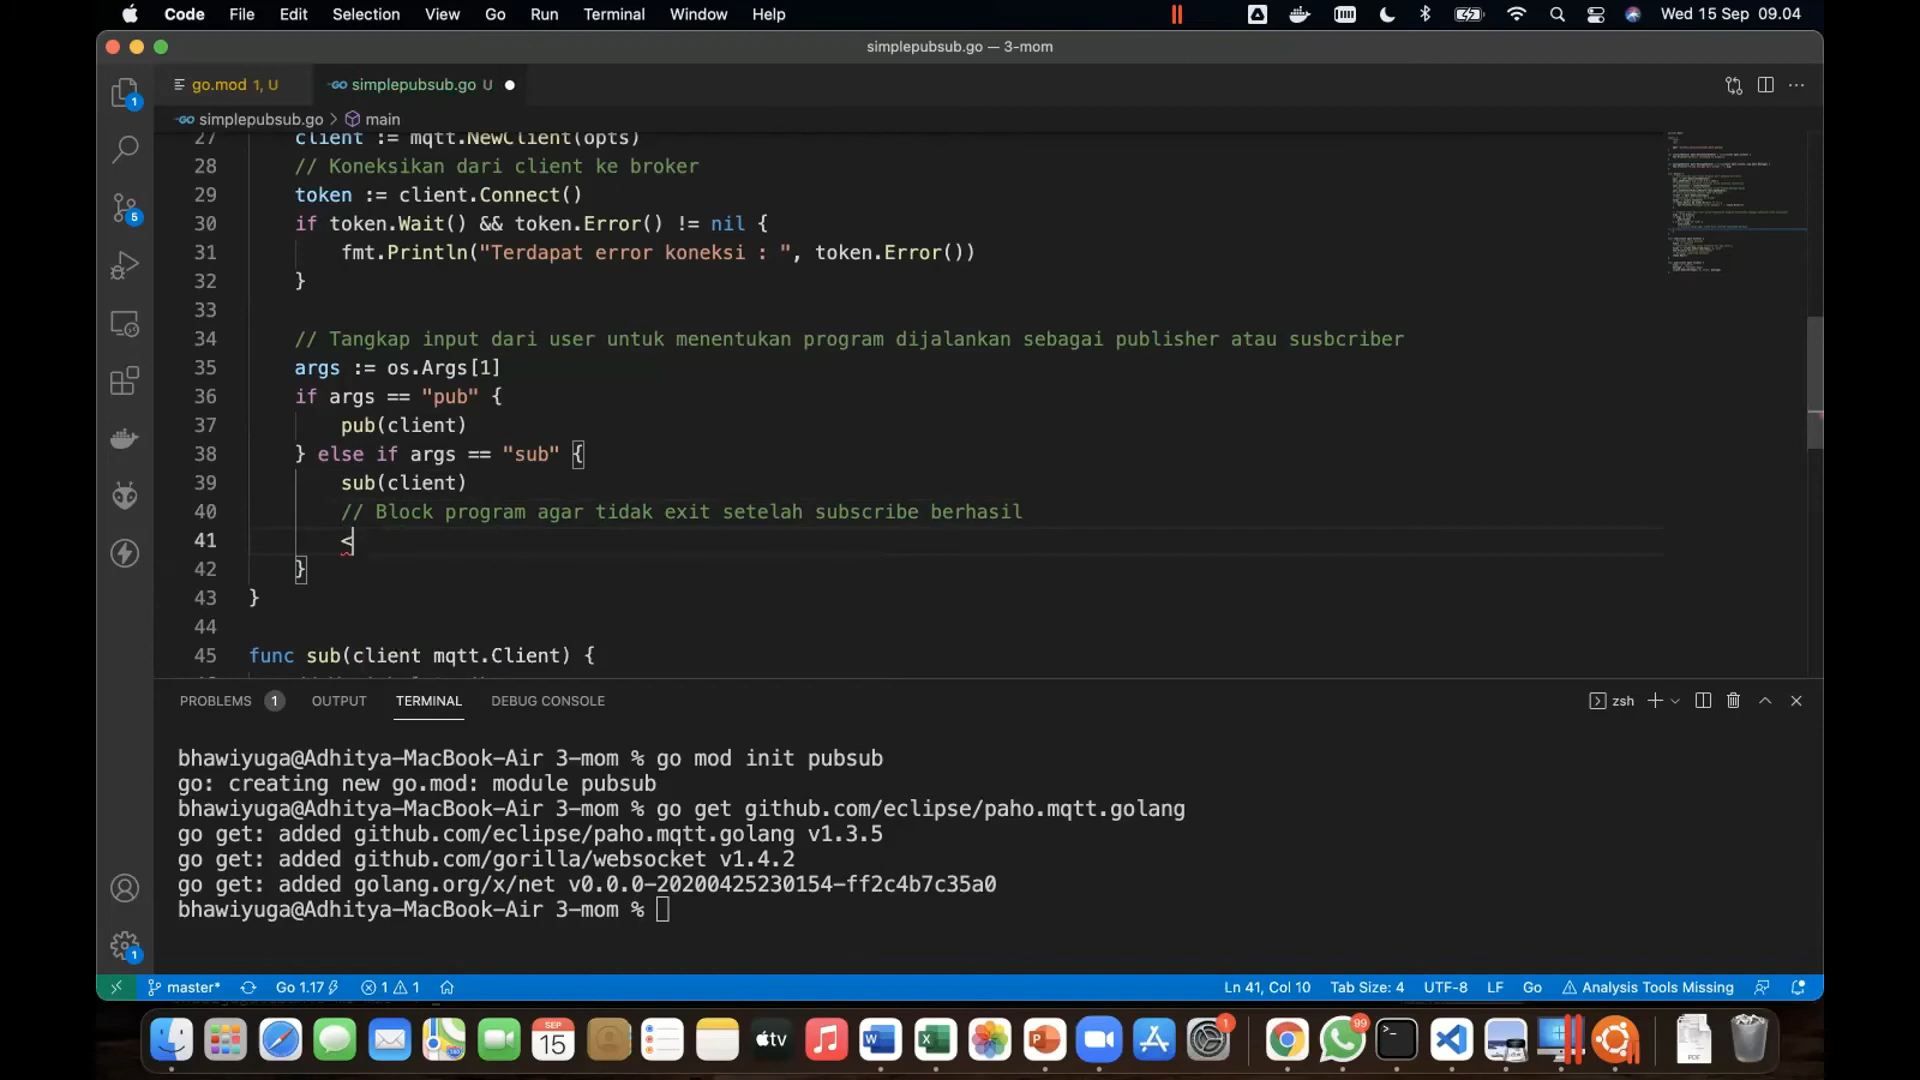 Code File Edit Selection View Go Run Terminal Window Help Wed 15 Sep 09.04
simplepubsub.go — 3-mom
go.mod 1, U simplepubsub.go U
simplepubsub.go > main
27 client := mqtt.NewClient(opts)
28 // Koneksikan dari client ke broker
29 token := client.Connect()
30 if token.Wait() && token.Error() != nil {
31 fmt.Println("Terdapat error koneksi : ", token.Error())
32 }
33
34 // Tangkap input dari user untuk menentukan program dijalankan sebagai publisher atau susbcriber
35 args := os.Args[1]
36 if args == "pub" {
37 pub(client)
38 } else if args == "sub" {
39 sub(client)
40 // Block program agar tidak exit setelah subscribe berhasil
41 <
42 }
43 }
44
45 func sub(client mqtt.Client) {
PROBLEMS 1 OUTPUT TERMINAL DEBUG CONSOLE zsh
bhawiyuga@Adhitya-MacBook-Air 3-mom % go mod init pubsub
go: creating new go.mod: module pubsub
bhawiyuga@Adhitya-MacBook-Air 3-mom % go get github.com/eclipse/paho.mqtt.golang
go get: added github.com/eclipse/paho.mqtt.golang v1.3.5
go get: added github.com/gorilla/websocket v1.4.2
go get: added golang.org/x/net v0.0.0-20200425230154-ff2c4b7c35a0
bhawiyuga@Adhitya-MacBook-Air 3-mom %
master* Go 1.17 1 1 Ln 41, Col 10 Tab Size: 4 UTF-8 LF Go Analysis Tools Missing
SEP 15 tv 1 99